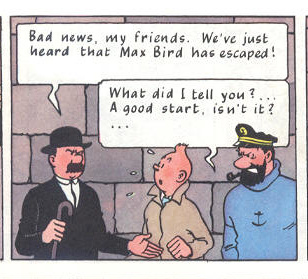 Bad news, my friends. We've just
heard that Max Bird has escaped!
What did I tell you?...
A good start, isn't it?
...